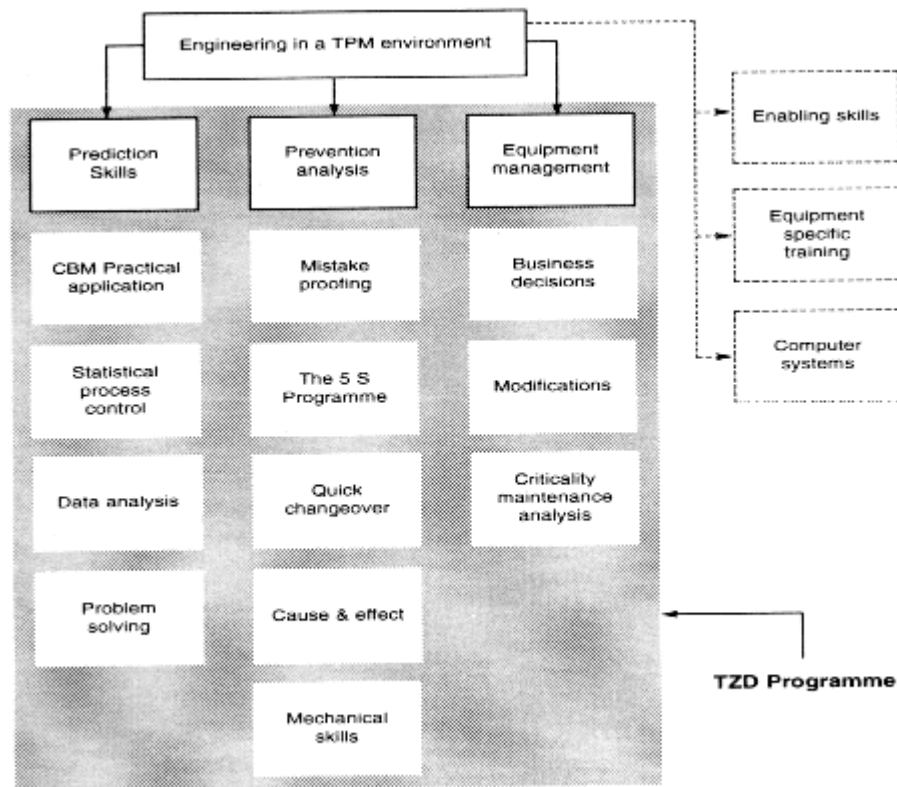 Engineering in a TPM environment
Prediction
Skills
Prevention
analysis
Equipment
management
Enabling skills
Equipment
specific
training
Computer
systems
CBM Practical
application
Statistical
process
control
Data analysis
Problem
solving
Mistake
proofing
The 5 S
Programme
Quick
changeover
Cause & effect
Mechanical
skills
Business
decisions
Modifications
Criticality
maintenance
analysis
TZD Programme